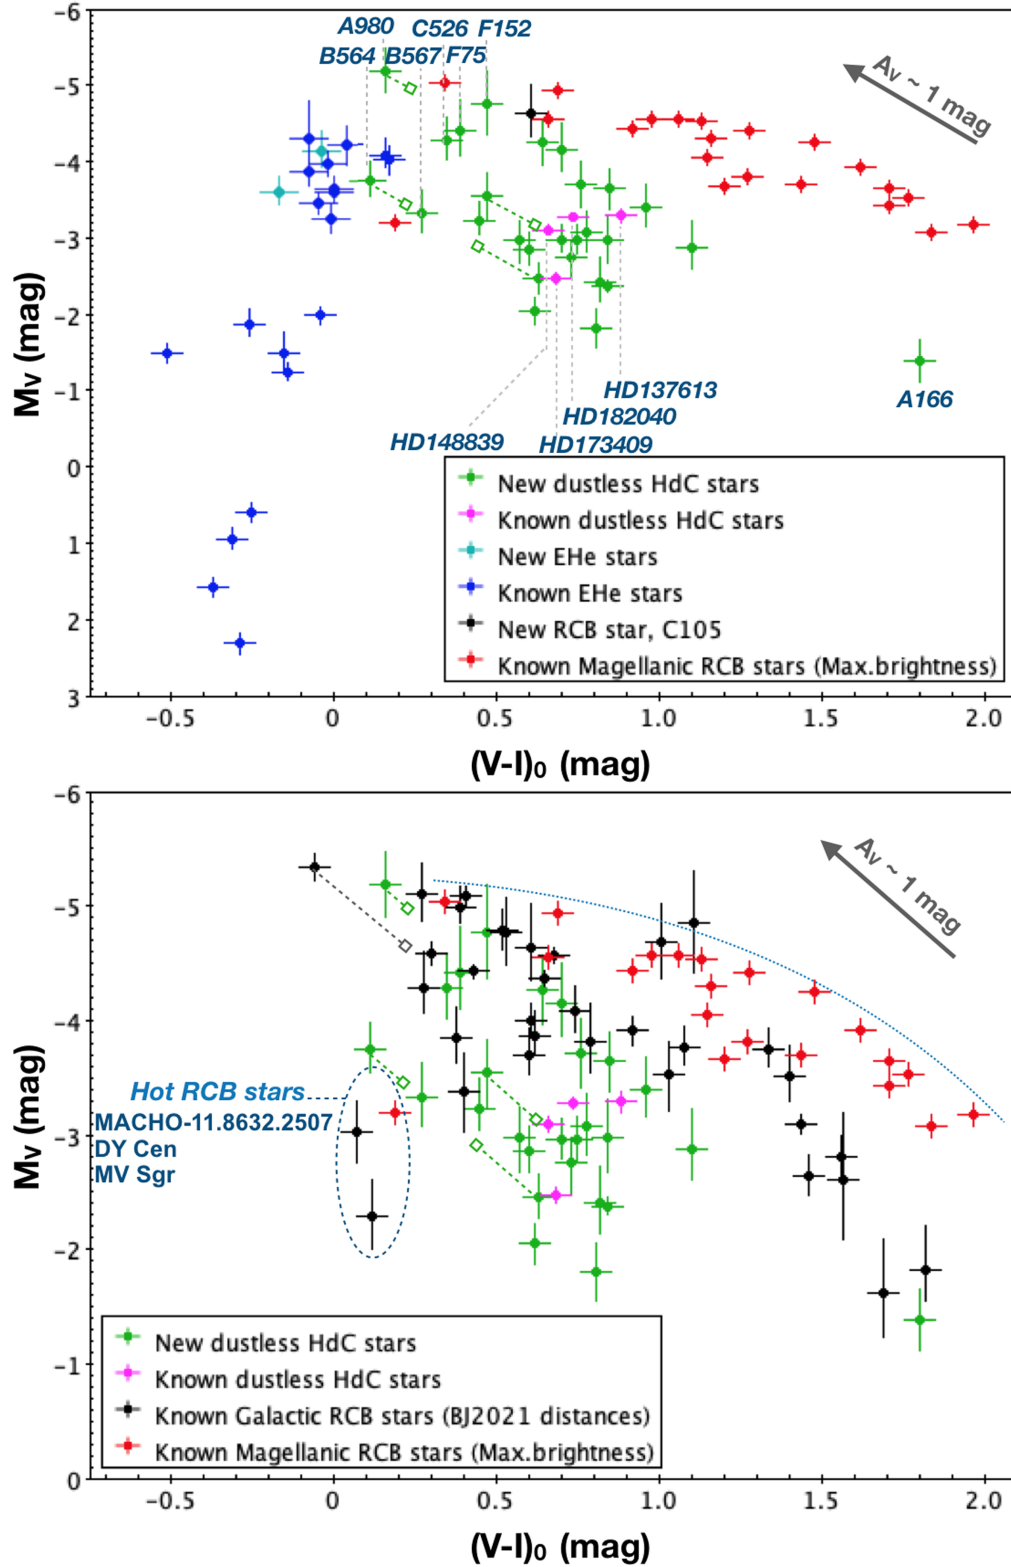 A980 C526 F152
B564 B567 F75
Aᵥ ~ 1 mag
-6
-5
-4
-3
-2
-1
0
1
2
3
Mᵥ (mag)
HD137613
HD182040
HD148839 HD173409
A166
New dustless HdC stars
Known dustless HdC stars
New EHe stars
Known EHe stars
New RCB star, C105
Known Magellanic RCB stars (Max.brightness)
-0.5 0 0.5 1.0 1.5 2.0
(V-I)₀ (mag)
-6
-5
-4
-3
-2
-1
0
Mᵥ (mag)
Aᵥ ~ 1 mag
Hot RCB stars
MACHO-11.8632.2507
DY Cen
MV Sgr
New dustless HdC stars
Known dustless HdC stars
Known Galactic RCB stars (BJ2021 distances)
Known Magellanic RCB stars (Max.brightness)
-0.5 0 0.5 1.0 1.5 2.0
(V-I)₀ (mag)